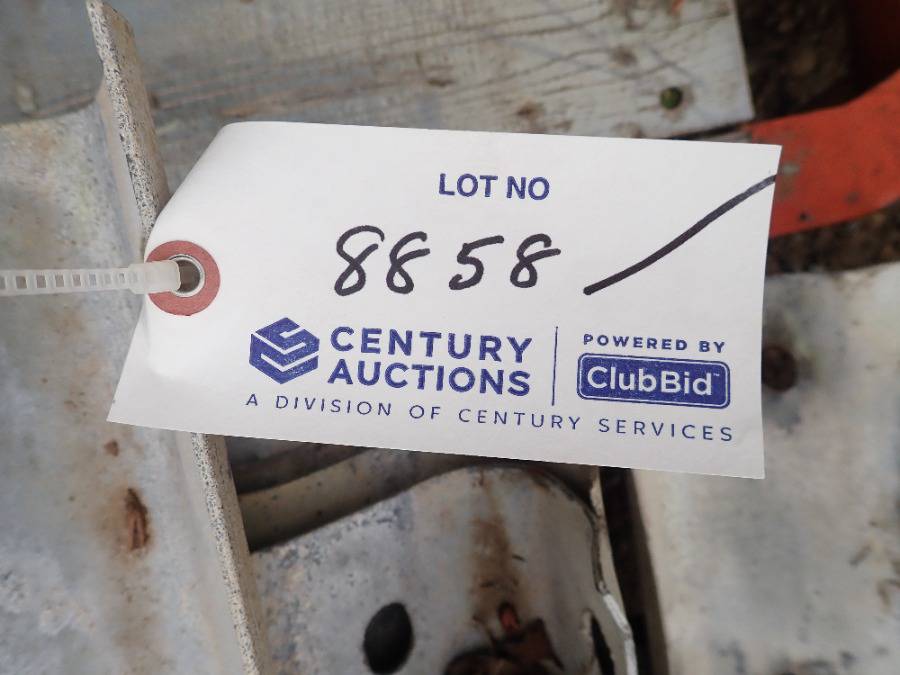 LOT NO
8858
CENTURY
AUCTIONS
A DIVISION OF CENTURY SERVICES
POWERED BY
ClubBid